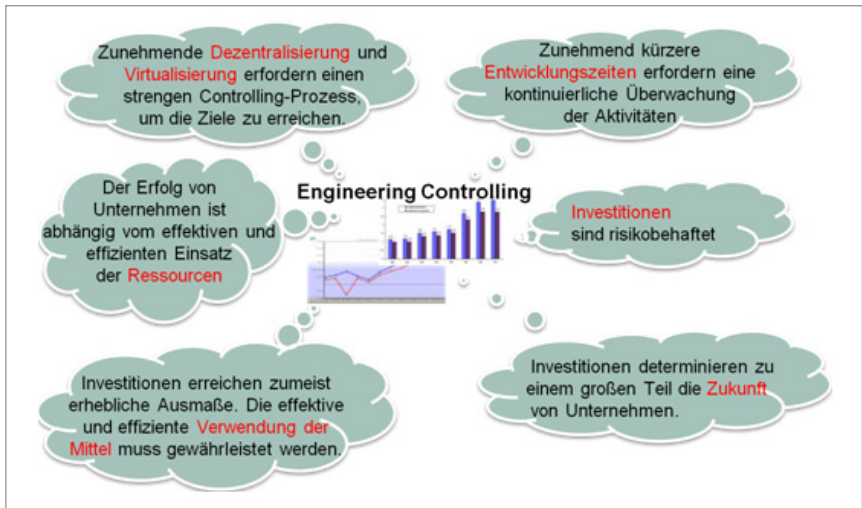 Zunehmende Dezentralisierung und
Virtualisierung erfordern einen
strengen Controlling-Prozess,
um die Ziele zu erreichen.
Zunehmend kürzere
Entwicklungszeiten erfordern eine
kontinuierliche Überwachung
der Aktivitäten
Der Erfolg von
Unternehmen ist
abhängig vom effektiven und
effizienten Einsatz
der Ressourcen
Engineering Controlling
Investitionen
sind risikobehaftet
Investitionen erreichen zumeist
erhebliche Ausmaße. Die effektive
und effiziente Verwendung der
Mittel muss gewährleistet werden.
Investitionen determinieren zu
einem großen Teil die Zukunft
von Unternehmen.